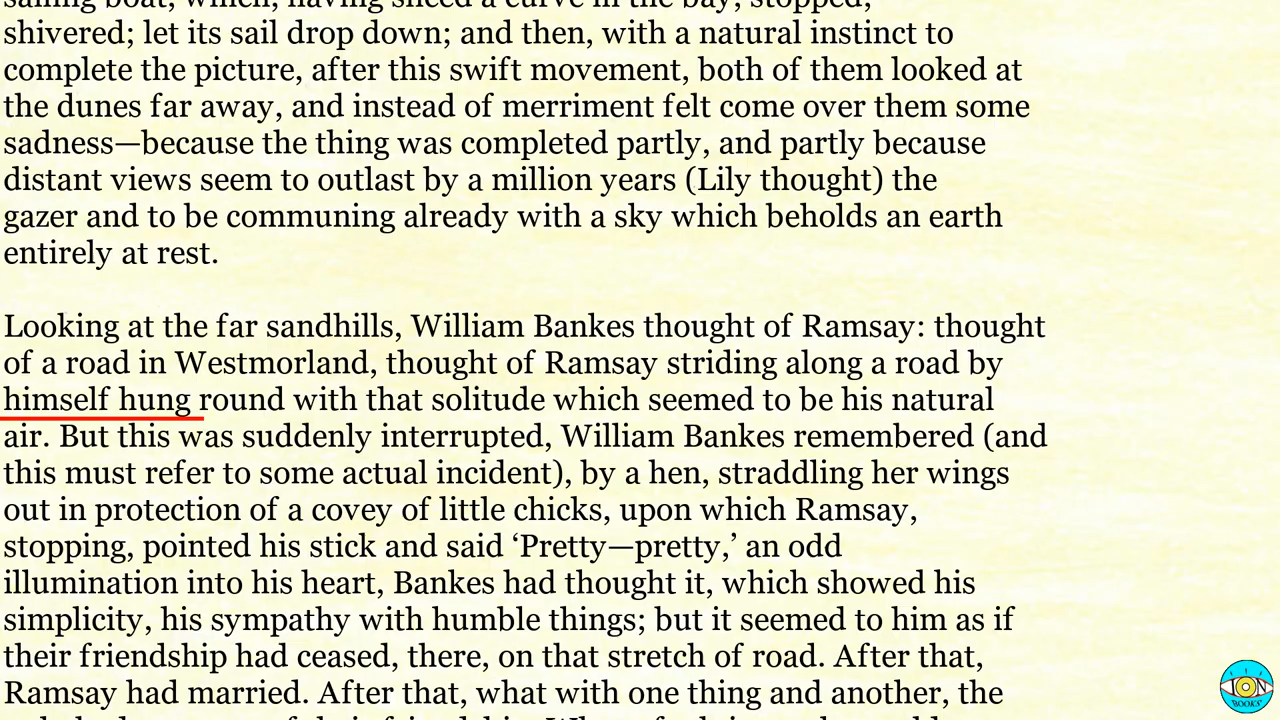 sailing boat, which, having sliced a curve in the bay, stopped;
shivered; let its sail drop down; and then, with a natural instinct to
complete the picture, after this swift movement, both of them looked at
the dunes far away, and instead of merriment felt come over them some
sadness—because the thing was completed partly, and partly because
distant views seem to outlast by a million years (Lily thought) the
gazer and to be communing already with a sky which beholds an earth
entirely at rest.
Looking at the far sandhills, William Bankes thought of Ramsay: thought
of a road in Westmorland, thought of Ramsay striding along a road by
himself hung round with that solitude which seemed to be his natural
air. But this was suddenly interrupted, William Bankes remembered (and
this must refer to some actual incident), by a hen, straddling her wings
out in protection of a covey of little chicks, upon which Ramsay,
stopping, pointed his stick and said ‘Pretty—pretty,’ an odd
illumination into his heart, Bankes had thought it, which showed his
simplicity, his sympathy with humble things; but it seemed to him as if
their friendship had ceased, there, on that stretch of road. After that,
Ramsay had married. After that, what with one thing and another, the
ION
BOOKS